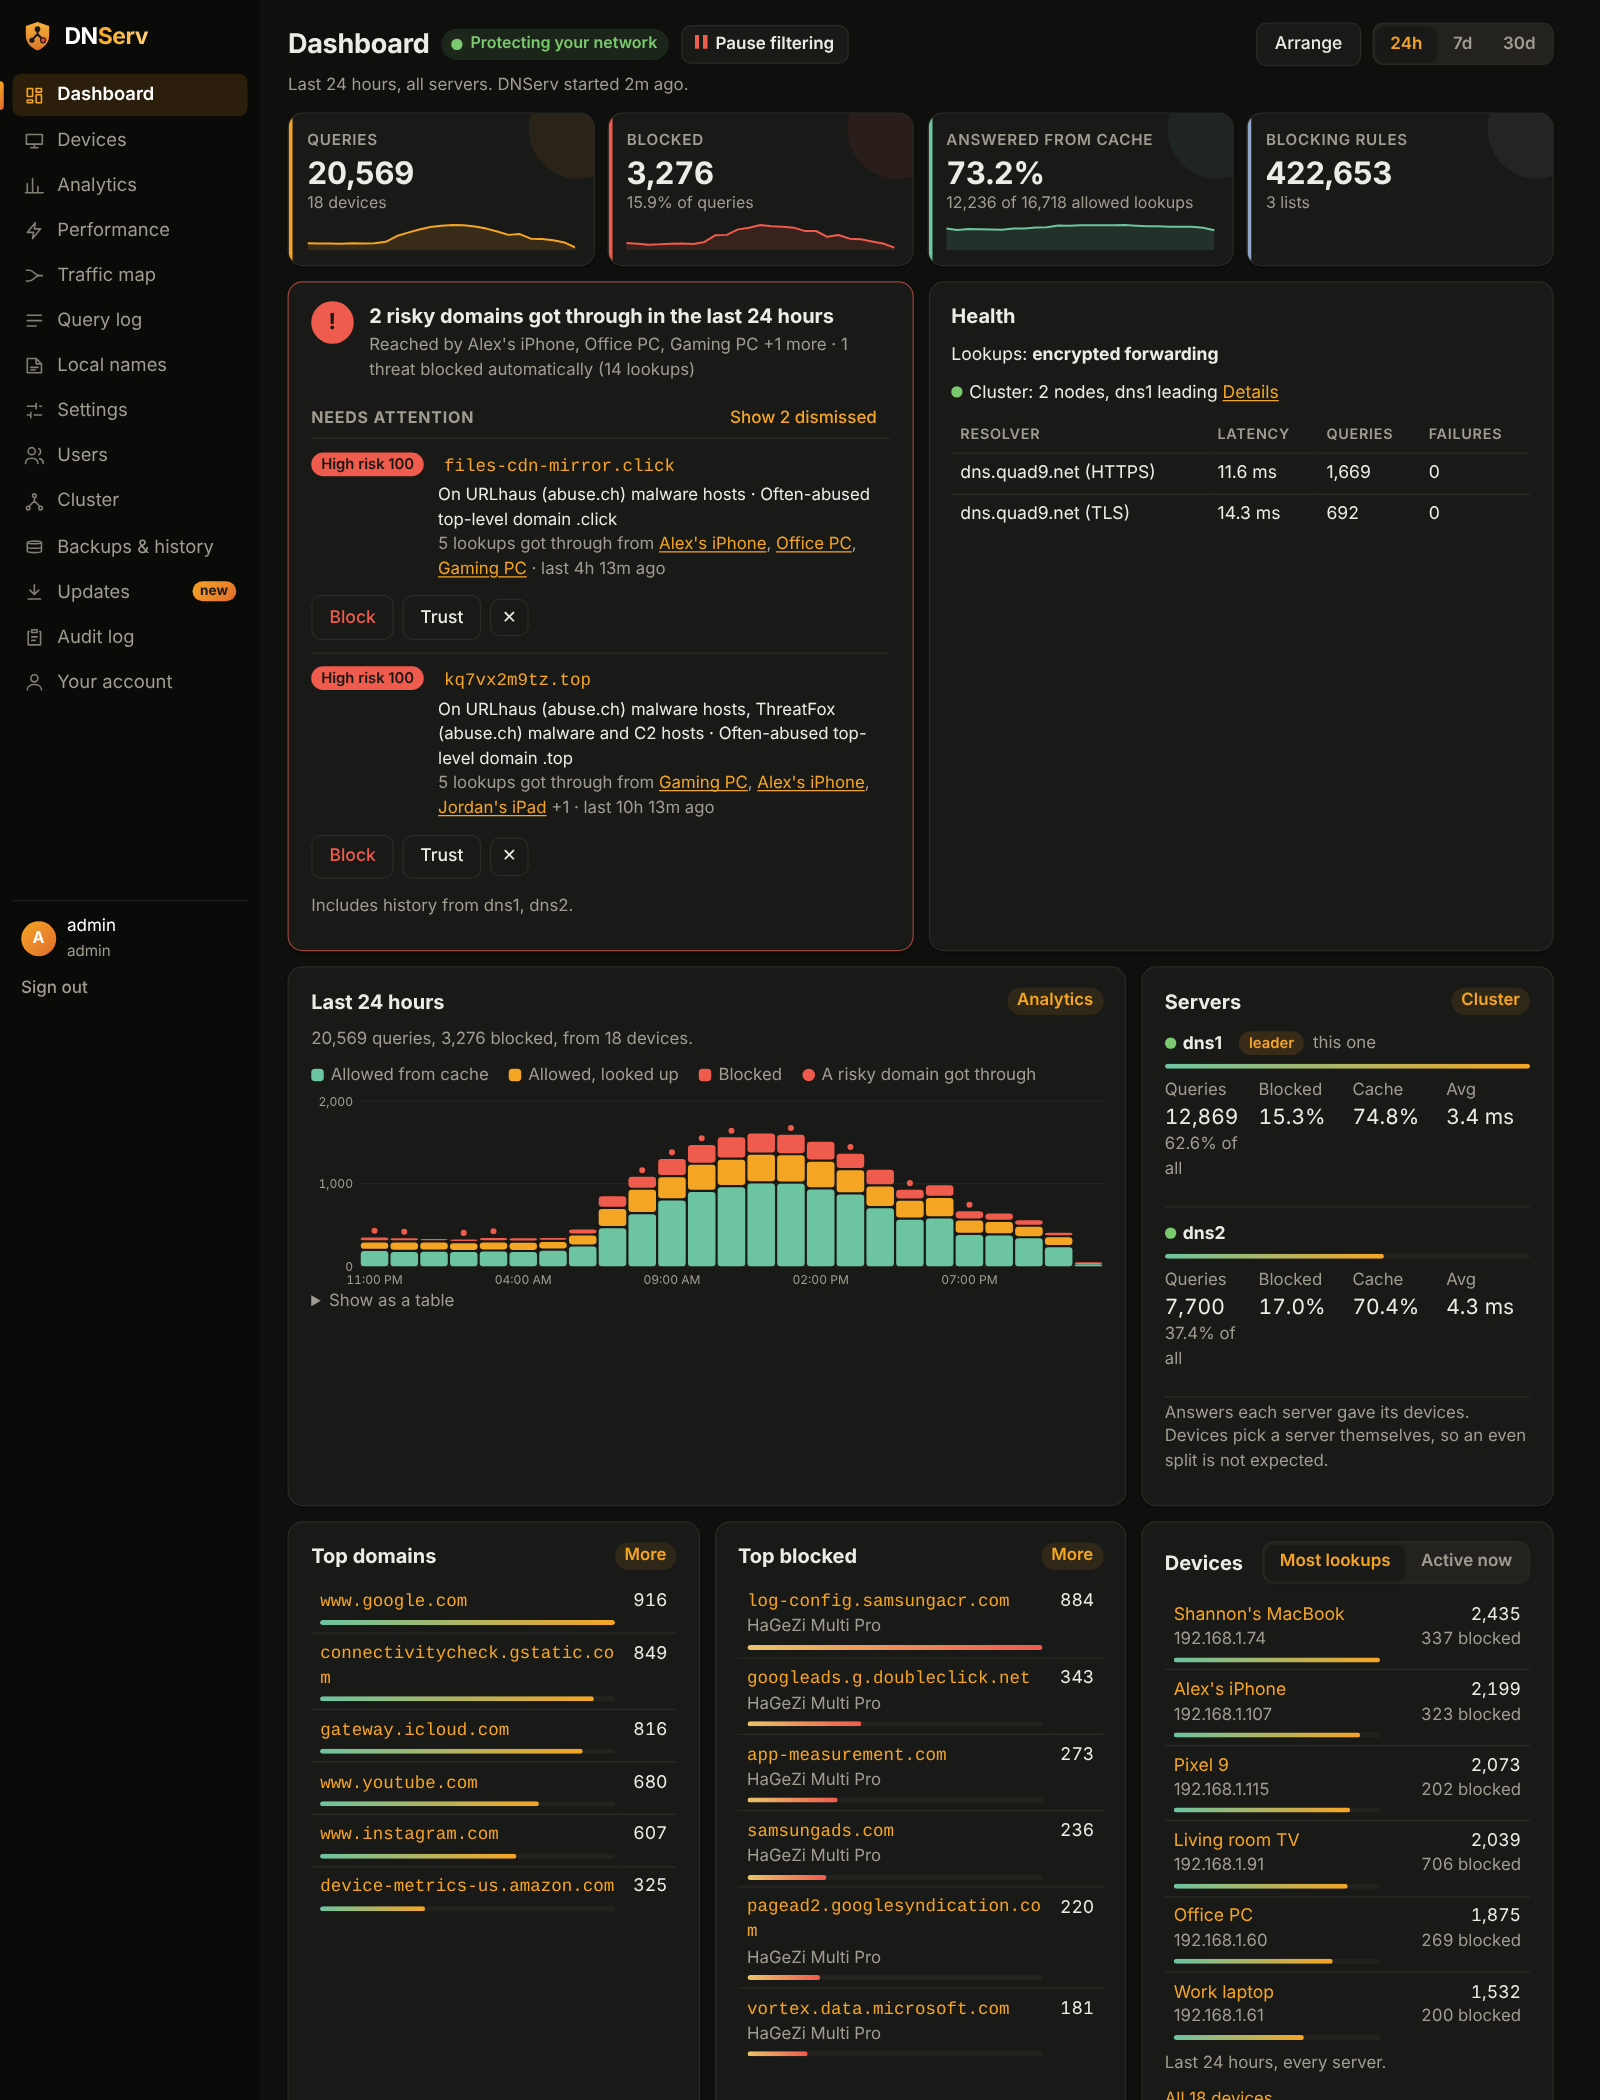 DNServ
Dashboard
Devices
Analytics
Performance
Traffic map
Query log
Local names
Settings
Users
Cluster
Backups & history
Updates new
Audit log
Your account
A admin
admin
Sign out
Dashboard Protecting your network Pause filtering Arrange 24h 7d 30d
Last 24 hours, all servers. DNServ started 2m ago.
QUERIES
20,569
18 devices
BLOCKED
3,276
15.9% of queries
ANSWERED FROM CACHE
73.2%
12,236 of 16,718 allowed lookups
BLOCKING RULES
422,653
3 lists
! 2 risky domains got through in the last 24 hours
Reached by Alex's iPhone, Office PC, Gaming PC +1 more · 1
threat blocked automatically (14 lookups)
NEEDS ATTENTION Show 2 dismissed
High risk 100 files-cdn-mirror.click
On URLhaus (abuse.ch) malware hosts · Often-abused
top-level domain .click
5 lookups got through from Alex's iPhone, Office PC,
Gaming PC · last 4h 13m ago
Block Trust ✕
High risk 100 kq7vx2m9tz.top
On URLhaus (abuse.ch) malware hosts, ThreatFox
(abuse.ch) malware and C2 hosts · Often-abused top-
level domain .top
5 lookups got through from Gaming PC, Alex's iPhone,
Jordan's iPad +1 · last 10h 13m ago
Block Trust ✕
Includes history from dns1, dns2.
Health
Lookups: encrypted forwarding
Cluster: 2 nodes, dns1 leading Details
RESOLVER LATENCY QUERIES FAILURES
dns.quad9.net (HTTPS) 11.6 ms 1,669 0
dns.quad9.net (TLS) 14.3 ms 692 0
Last 24 hours Analytics
20,569 queries, 3,276 blocked, from 18 devices.
Allowed from cache Allowed, looked up Blocked A risky domain got through
2,000
1,000
0
11:00 PM 04:00 AM 09:00 AM 02:00 PM 07:00 PM
▶ Show as a table
Servers Cluster
dns1 leader this one
Queries Blocked Cache Avg
12,869 15.3% 74.8% 3.4 ms
62.6% of
all
dns2
Queries Blocked Cache Avg
7,700 17.0% 70.4% 4.3 ms
37.4% of
all
Answers each server gave its devices.
Devices pick a server themselves, so an even
split is not expected.
Top domains More
www.google.com 916
connectivitycheck.gstatic.co 849
m
gateway.icloud.com 816
www.youtube.com 680
www.instagram.com 607
device-metrics-us.amazon.com 325
Top blocked More
log-config.samsungacr.com 884
HaGeZi Multi Pro
googleads.g.doubleclick.net 343
HaGeZi Multi Pro
app-measurement.com 273
HaGeZi Multi Pro
samsungads.com 236
HaGeZi Multi Pro
pagead2.googlesyndication.co 220
m
HaGeZi Multi Pro
vortex.data.microsoft.com 181
HaGeZi Multi Pro
Devices Most lookups Active now
Shannon's MacBook 2,435
192.168.1.74 337 blocked
Alex's iPhone 2,199
192.168.1.107 323 blocked
Pixel 9 2,073
192.168.1.115 202 blocked
Living room TV 2,039
192.168.1.91 706 blocked
Office PC 1,875
192.168.1.60 269 blocked
Work laptop 1,532
192.168.1.61 200 blocked
Last 24 hours, every server.
All 18 devices